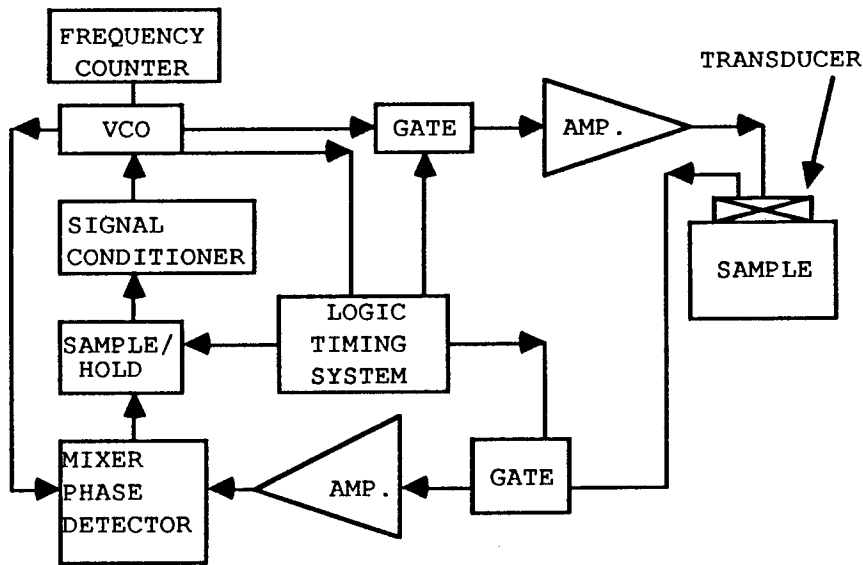 FREQUENCY
COUNTER
TRANSDUCER
VCO
GATE
AMP.
SIGNAL
CONDITIONER
SAMPLE
LOGIC
TIMING
SYSTEM
SAMPLE/
HOLD
MIXER
PHASE
DETECTOR
AMP.
GATE